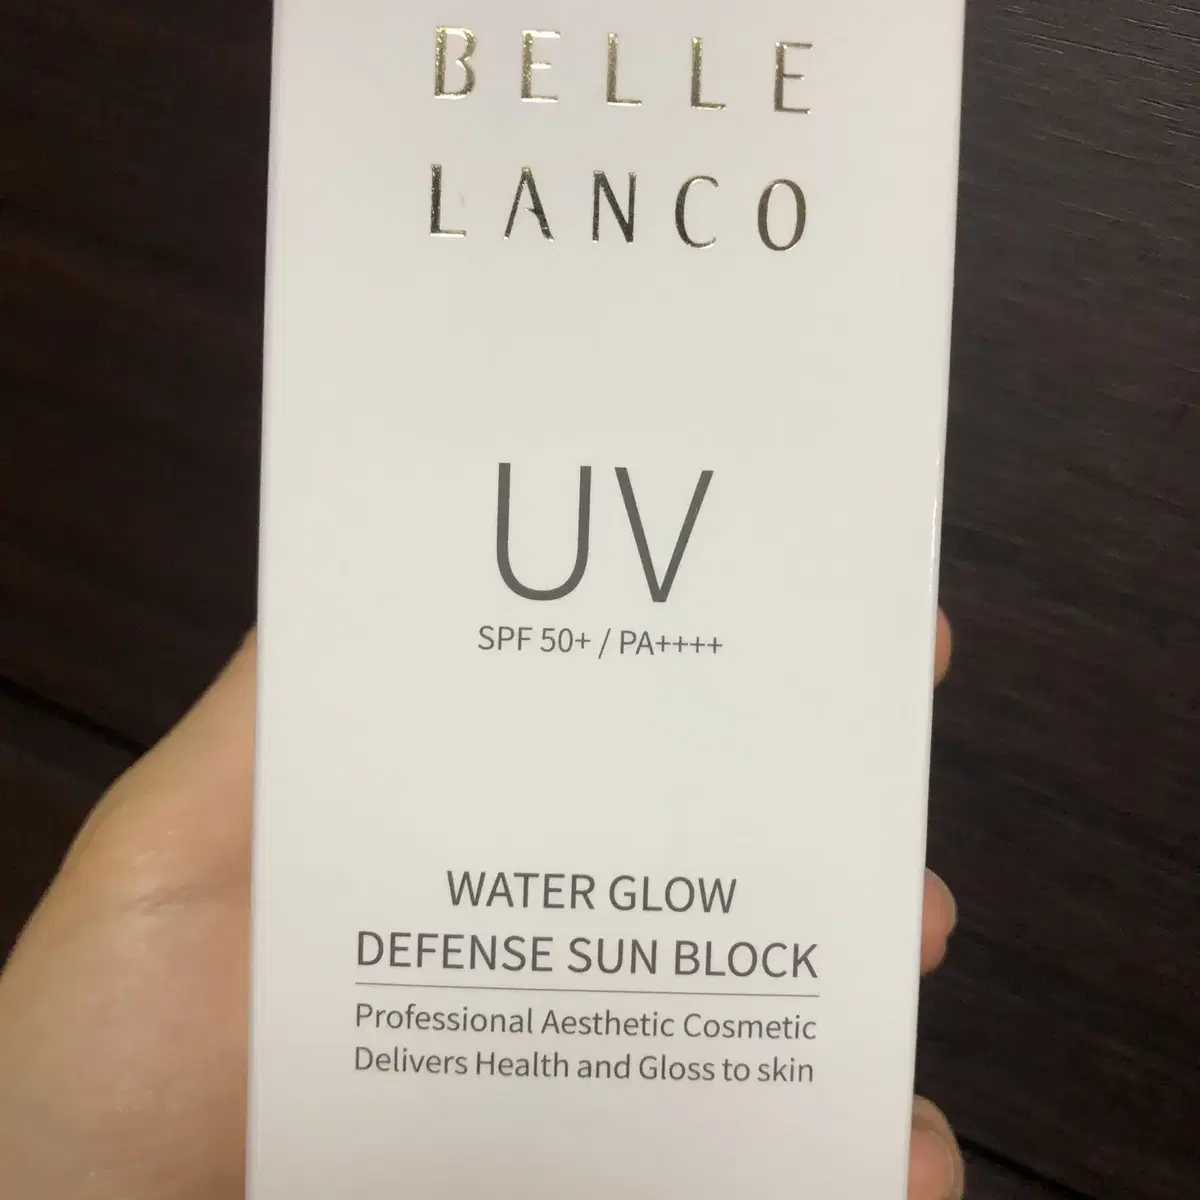 BELLE
LANCO
UV
SPF 50+ / PA++++
WATER GLOW
DEFENSE SUN BLOCK
Professional Aesthetic Cosmetic
Delivers Health and Gloss to skin